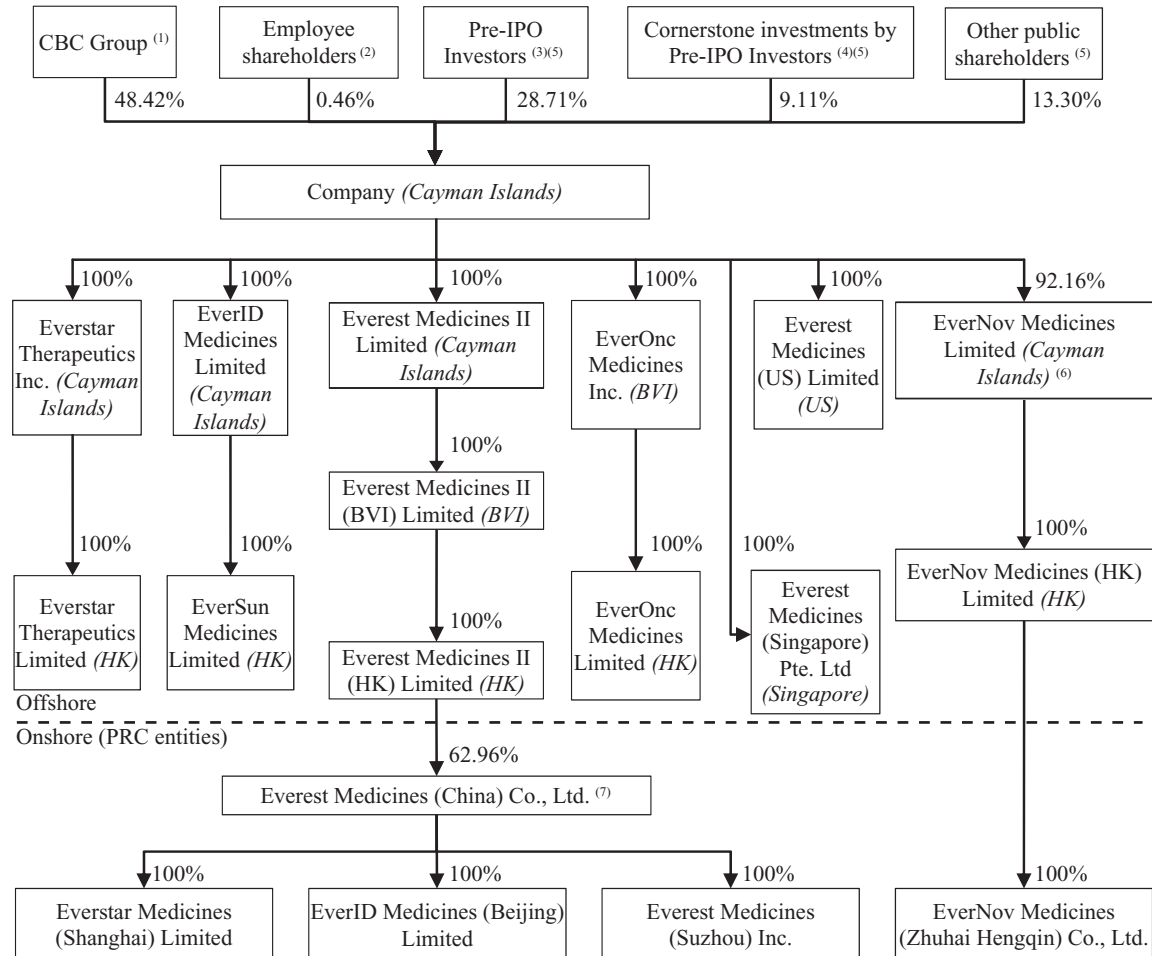 CBC Group (1)
Employee
shareholders (2)
Pre-IPO
Investors (3)(5)
Cornerstone investments by
Pre-IPO Investors (4)(5)
Other public
shareholders (5)
48.42%
0.46%
28.71%
9.11%
13.30%
Company (Cayman Islands)
100%
100%
100%
100%
100%
92.16%
Everstar
Therapeutics
Inc. (Cayman
Islands)
EverID
Medicines
Limited
(Cayman
Islands)
Everest Medicines II
Limited (Cayman
Islands)
EverOnc
Medicines
Inc. (BVI)
Everest
Medicines
(US) Limited
(US)
EverNov Medicines
Limited (Cayman
Islands) (6)
100%
Everest Medicines II
(BVI) Limited (BVI)
100%
100%
100%
100%
100%
100%
Everstar
Therapeutics
Limited (HK)
EverSun
Medicines
Limited (HK)
Everest Medicines II
(HK) Limited (HK)
EverOnc
Medicines
Limited (HK)
Everest
Medicines
(Singapore)
Pte. Ltd
(Singapore)
EverNov Medicines (HK)
Limited (HK)
Offshore
Onshore (PRC entities)
62.96%
Everest Medicines (China) Co., Ltd. (7)
100%
100%
100%
100%
Everstar Medicines
(Shanghai) Limited
EverID Medicines (Beijing)
Limited
Everest Medicines
(Suzhou) Inc.
EverNov Medicines
(Zhuhai Hengqin) Co., Ltd.